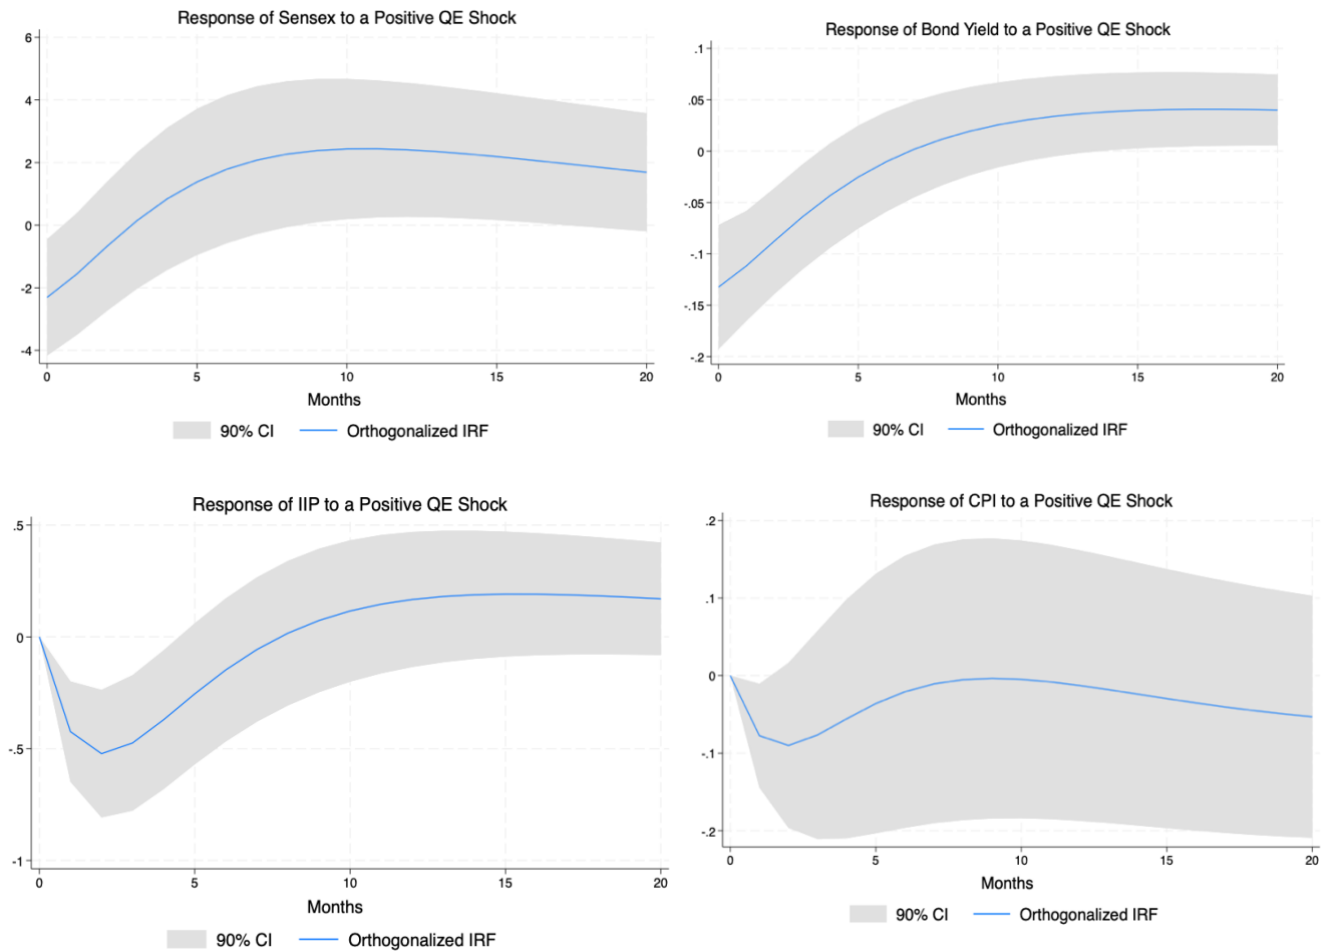 Response of Sensex to a Positive QE Shock
6
4
2
0
-2
-4
0 5 10 15 20
Months
90% CI Orthogonalized IRF
Response of Bond Yield to a Positive QE Shock
.1
.05
0
-.05
-.1
-.15
-.2
0 5 10 15 20
Months
90% CI Orthogonalized IRF
Response of IIP to a Positive QE Shock
.5
0
-.5
-1
0 5 10 15 20
Months
90% CI Orthogonalized IRF
Response of CPI to a Positive QE Shock
.2
.1
0
-.1
-.2
0 5 10 15 20
Months
90% CI Orthogonalized IRF